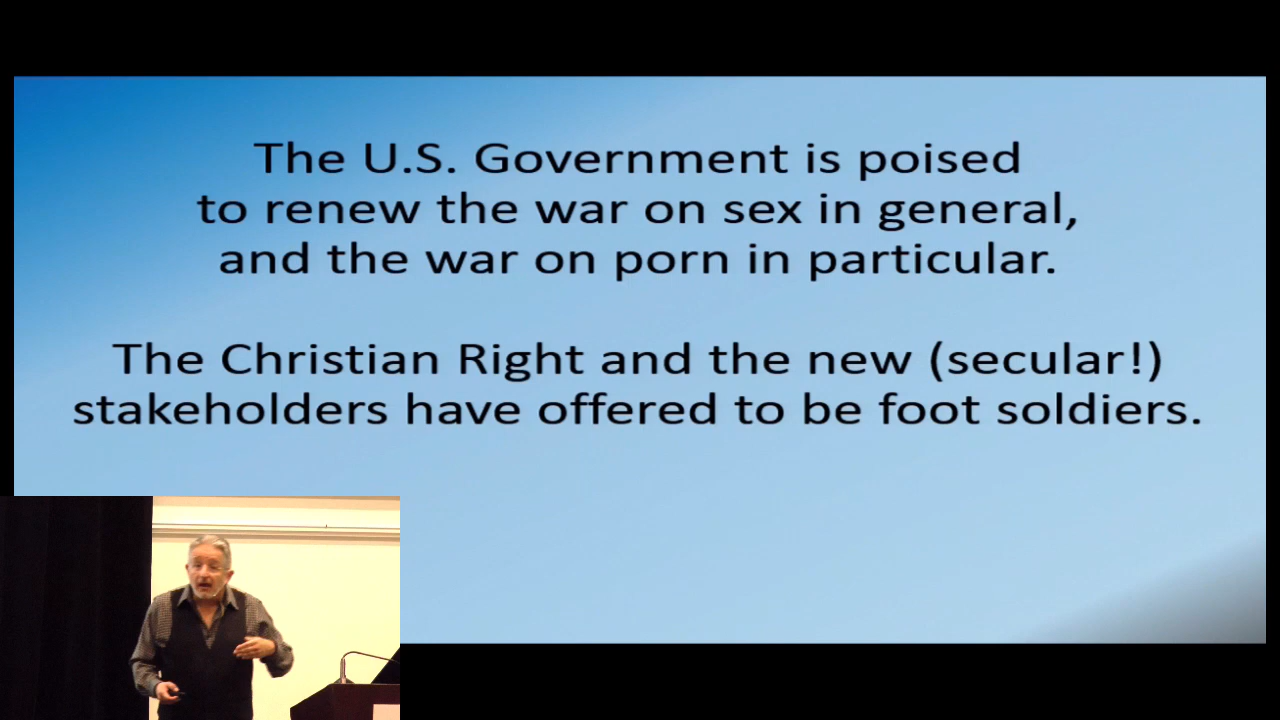 The U.S. Government is poised
to renew the war on sex in general,
and the war on porn in particular.
The Christian Right and the new (secular!)
stakeholders have offered to be foot soldiers.